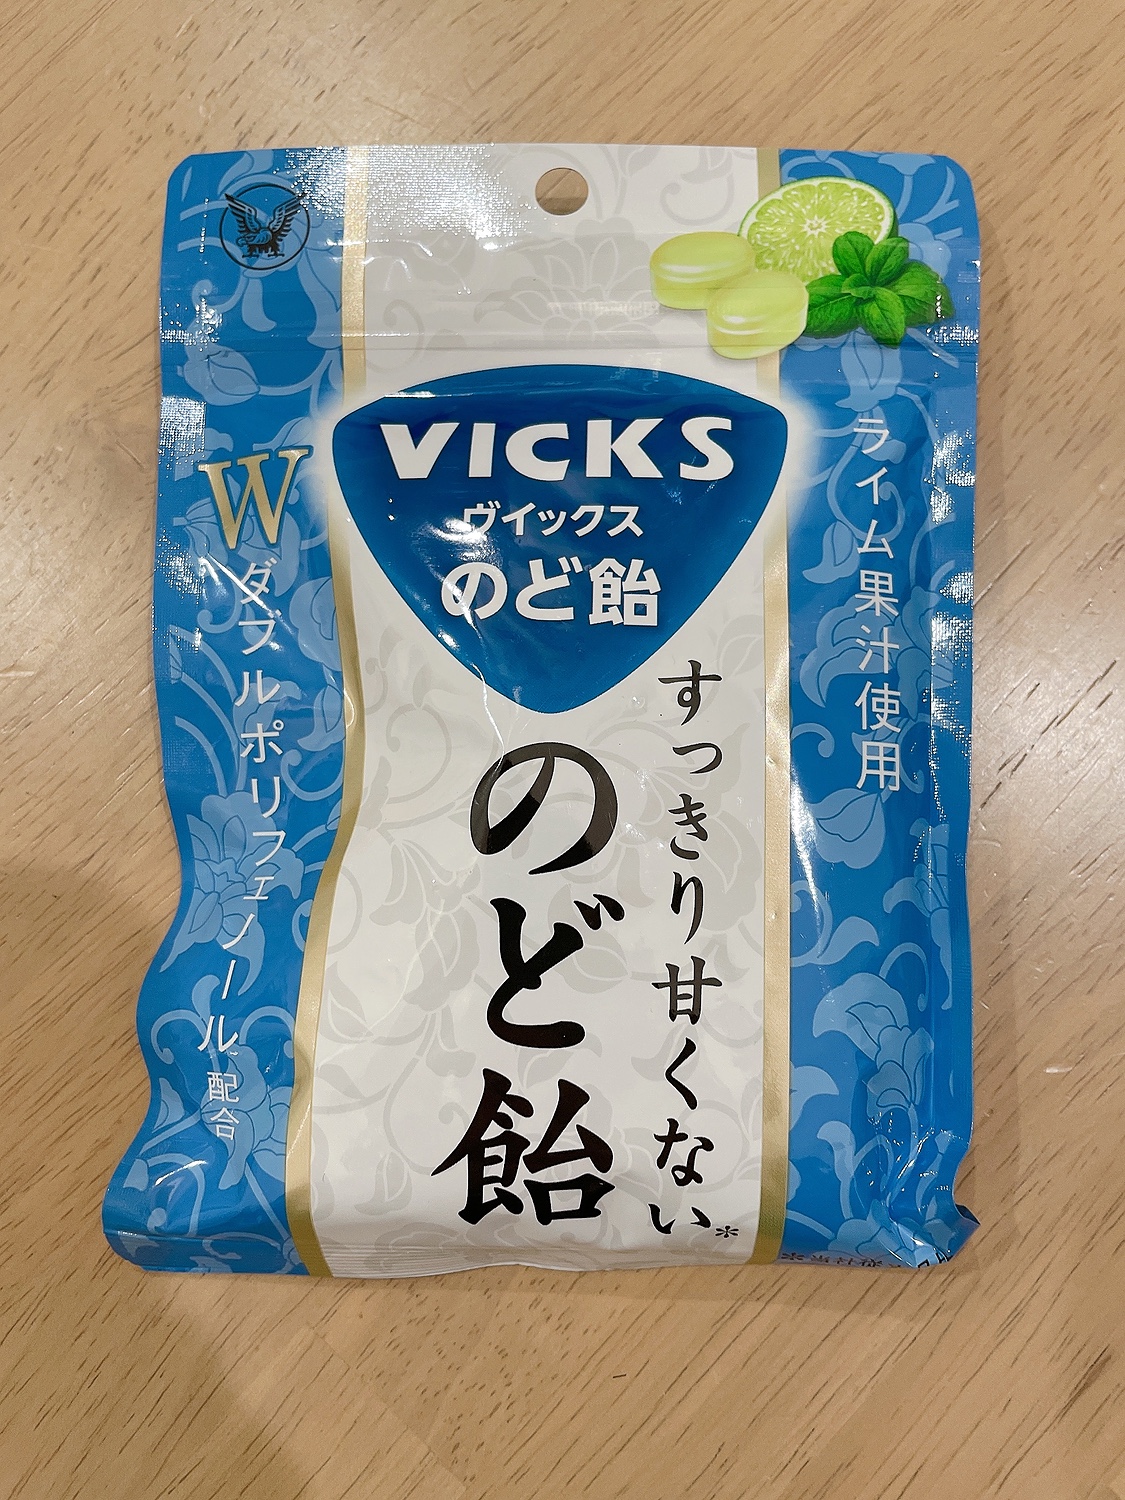 VICKS
ヴイックス
のど飴
ライム果汁使用
すっきり甘くない*
のど飴
W
ダブルポリフェノール
配合